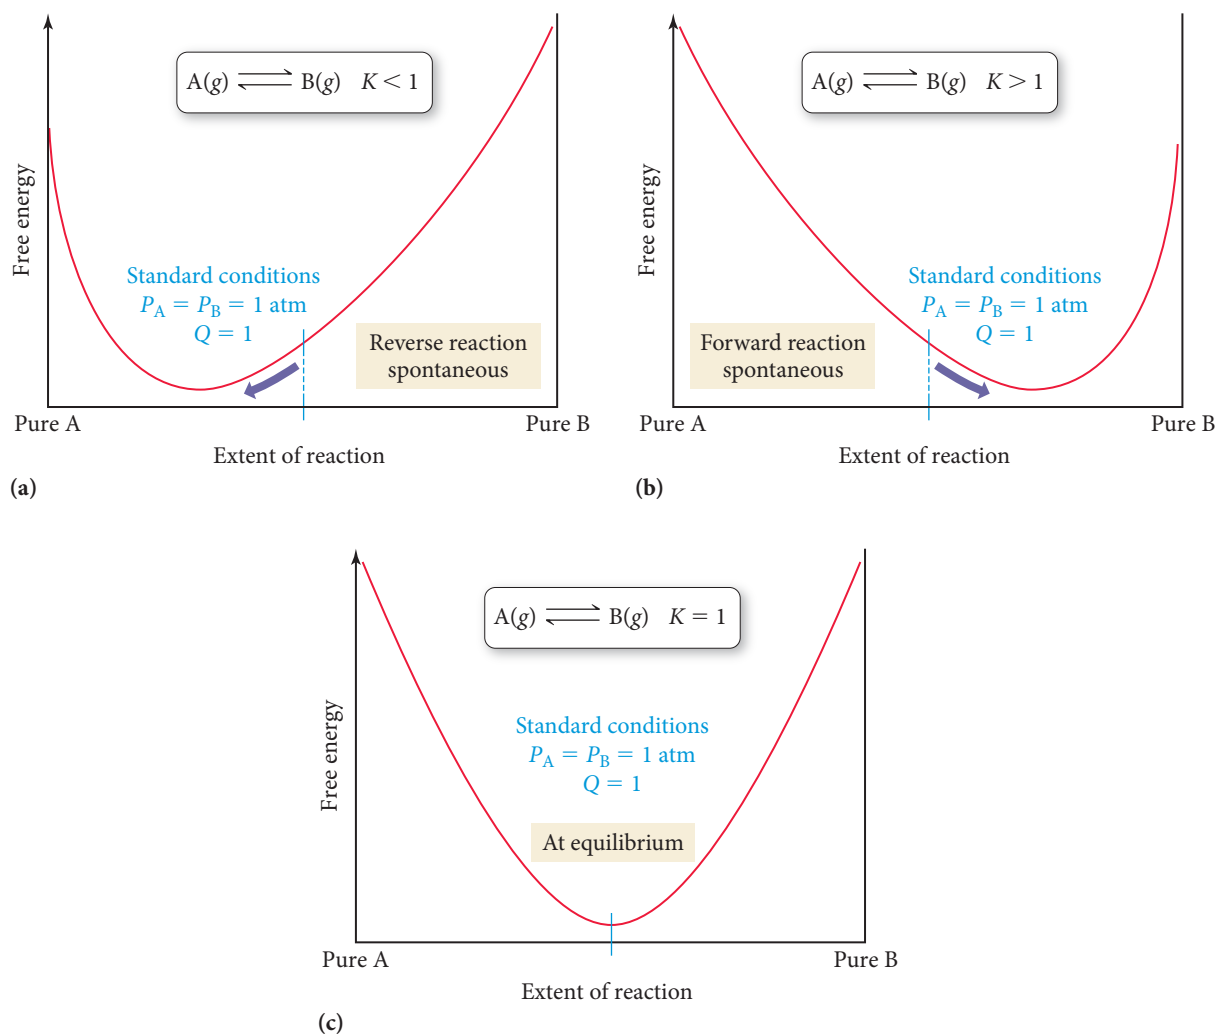 A(g) ⇌ B(g) K < 1
Free energy
Standard conditions
P_A = P_B = 1 atm
Q = 1
Reverse reaction
spontaneous
Pure A
Pure B
Extent of reaction
(a)
A(g) ⇌ B(g) K > 1
Free energy
Standard conditions
P_A = P_B = 1 atm
Q = 1
Forward reaction
spontaneous
Pure A
Pure B
Extent of reaction
(b)
A(g) ⇌ B(g) K = 1
Free energy
Standard conditions
P_A = P_B = 1 atm
Q = 1
At equilibrium
Pure A
Pure B
Extent of reaction
(c)